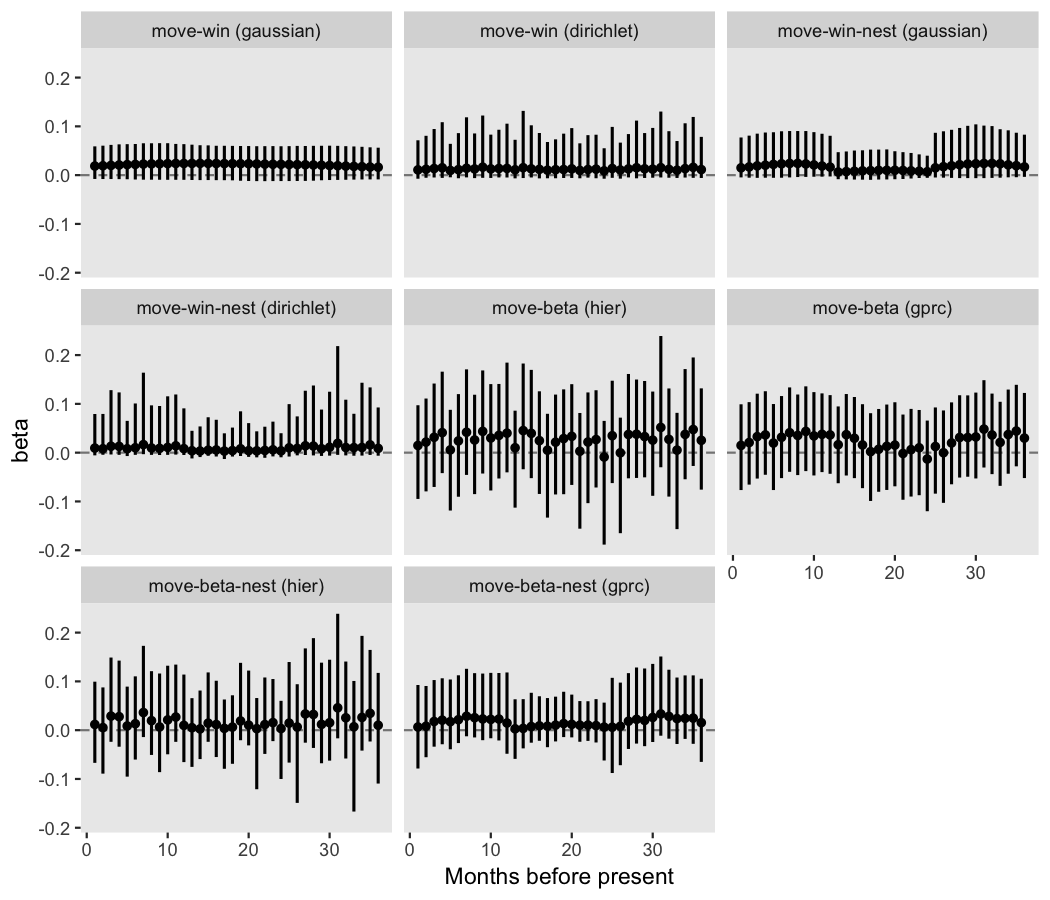 move-win (gaussian) move-win (dirichlet) move-win-nest (gaussian)
0.2
0.1
0.0
-0.1
-0.2
move-win-nest (dirichlet) move-beta (hier) move-beta (gprc)
0.2
0.1
0.0
-0.1
-0.2
0 10 20 30
move-beta-nest (hier) move-beta-nest (gprc)
0.2
0.1
0.0
-0.1
-0.2
0 10 20 30 0 10 20 30
beta
Months before present